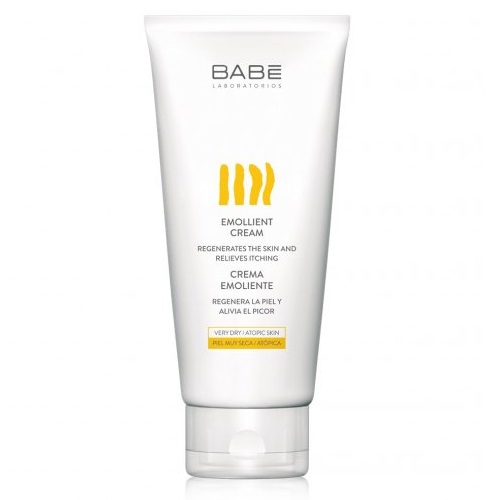 BABĒ
LABORATORIOS
EMOLLIENT
CREAM
REGENERATES THE SKIN AND
RELIEVES ITCHING
CREMA
EMOLIENTE
REGENERA LA PIEL Y
ALIVIA EL PICOR
VERY DRY / ATOPIC SKIN
PIEL MUY SECA / ATÓPICA